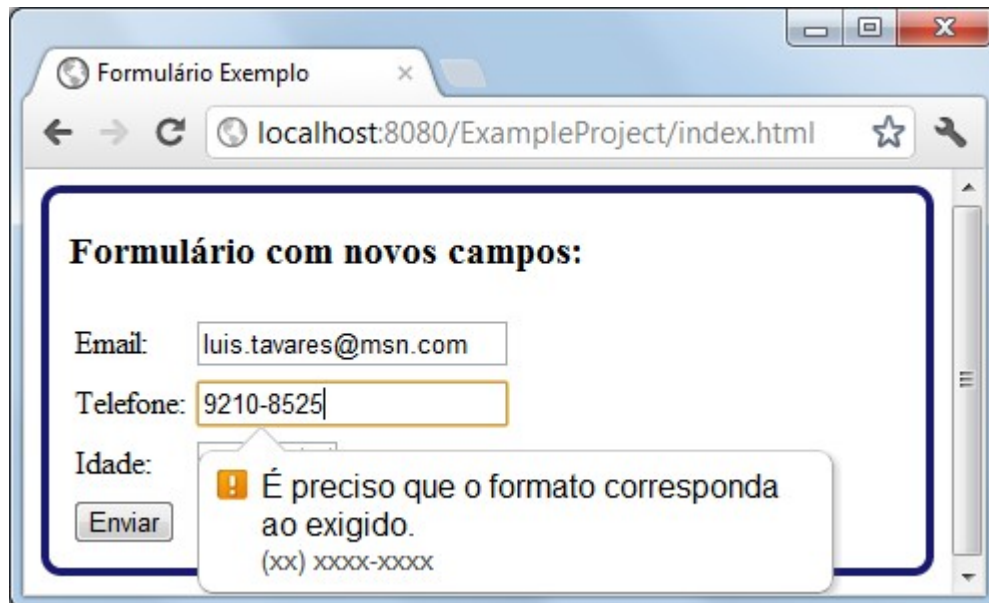 Formulário Exemplo
localhost:8080/ExampleProject/index.html
Formulário com novos campos:
Email: luis.tavares@msn.com
Telefone: 9210-8525
Idade:
Enviar
É preciso que o formato corresponda
ao exigido.
(xx) xxxx-xxxx